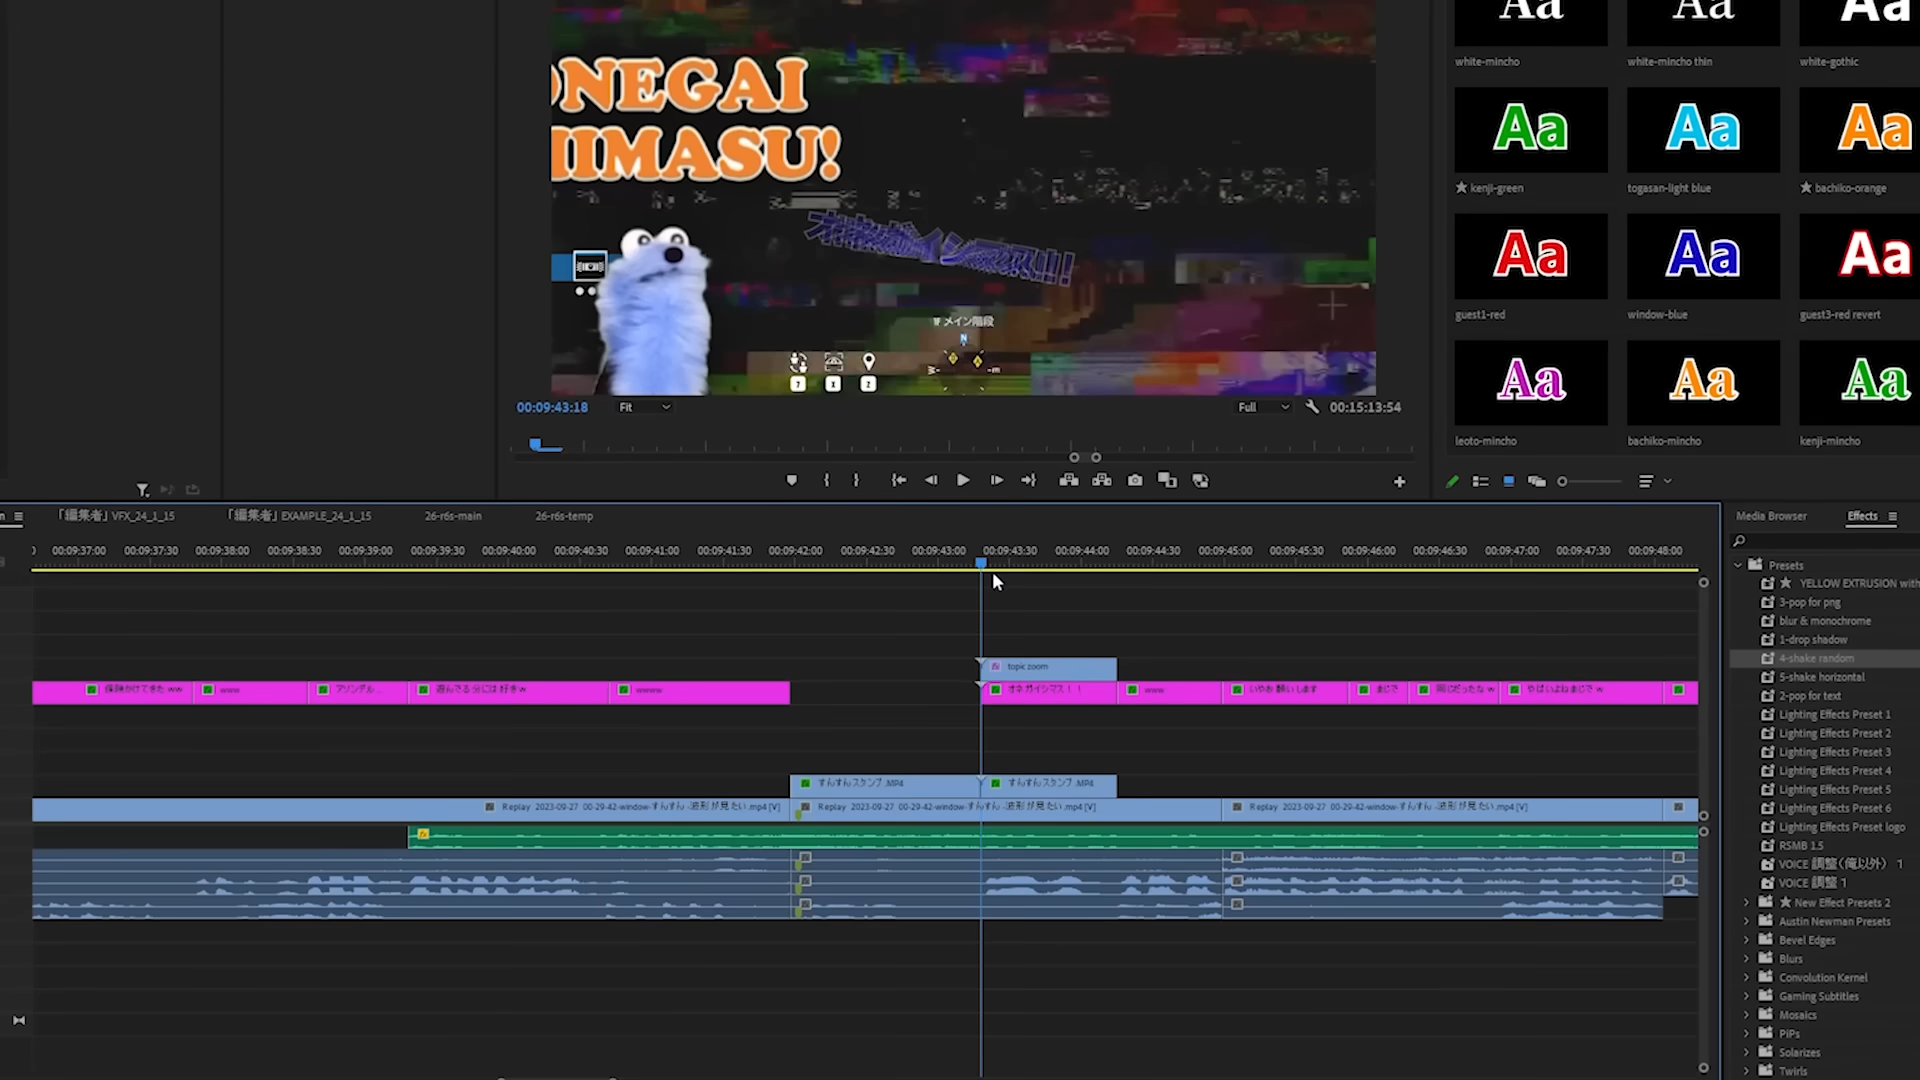 NEGAI
IMASU!
1F メイン階段
N
W
T
X
Z
00:09:43:18
Fit
Full
00:15:13:54
Aa
Aa
Aa
white-mincho
white-mincho thin
white-gothic
Aa
Aa
Aa
★ kenji-green
togasan-light blue
★ bachiko-orange
Aa
Aa
Aa
guest1-red
window-blue
guest3-red revert
Aa
Aa
Aa
leoto-mincho
bachiko-mincho
kenji-mincho
「編集者」VFX_24_1_15
「編集者」EXAMPLE_24_1_15
26-r6s-main
26-r6s-temp
00:09:37:00
00:09:37:30
00:09:38:00
00:09:38:30
00:09:39:00
00:09:39:30
00:09:40:00
00:09:40:30
00:09:41:00
00:09:41:30
00:09:42:00
00:09:42:30
00:09:43:00
00:09:43:30
00:09:44:00
00:09:44:30
00:09:45:00
00:09:45:30
00:09:46:00
00:09:46:30
00:09:47:00
00:09:47:30
00:09:48:00
fx topic zoom
保険かけてきた ww
www
アソンデル...
遊んでる分には 好き w
wwww
オネガイシマス！！
www
いやお願いします
まじで
同じだったな w
やばいよね まじで w
すんすんスタンプ .MP4
すんすんスタンプ .MP4
Replay 2023-09-27 00-29-42-window-すんすん -波形が見たい.mp4 [V]
Replay 2023-09-27 00-29-42-window-すんすん -波形が見たい.mp4 [V]
Replay 2023-09-27 00-29-42-window-すんすん -波形が見たい.mp4 [V]
Media Browser
Effects
Presets
★ YELLOW EXTRUSION with
3-pop for png
blur & monochrome
1-drop shadow
4-shake random
5-shake horizontal
2-pop for text
Lighting Effects Preset 1
Lighting Effects Preset 2
Lighting Effects Preset 3
Lighting Effects Preset 4
Lighting Effects Preset 5
Lighting Effects Preset 6
Lighting Effects Preset logo
RSMB 1.5
VOICE 調整（俺以外） 1
VOICE 調整 1
★ New Effect Presets 2
Austin Newman Presets
Bevel Edges
Blurs
Convolution Kernel
Gaming Subtitles
Mosaics
PiPs
Solarizes
Twirls